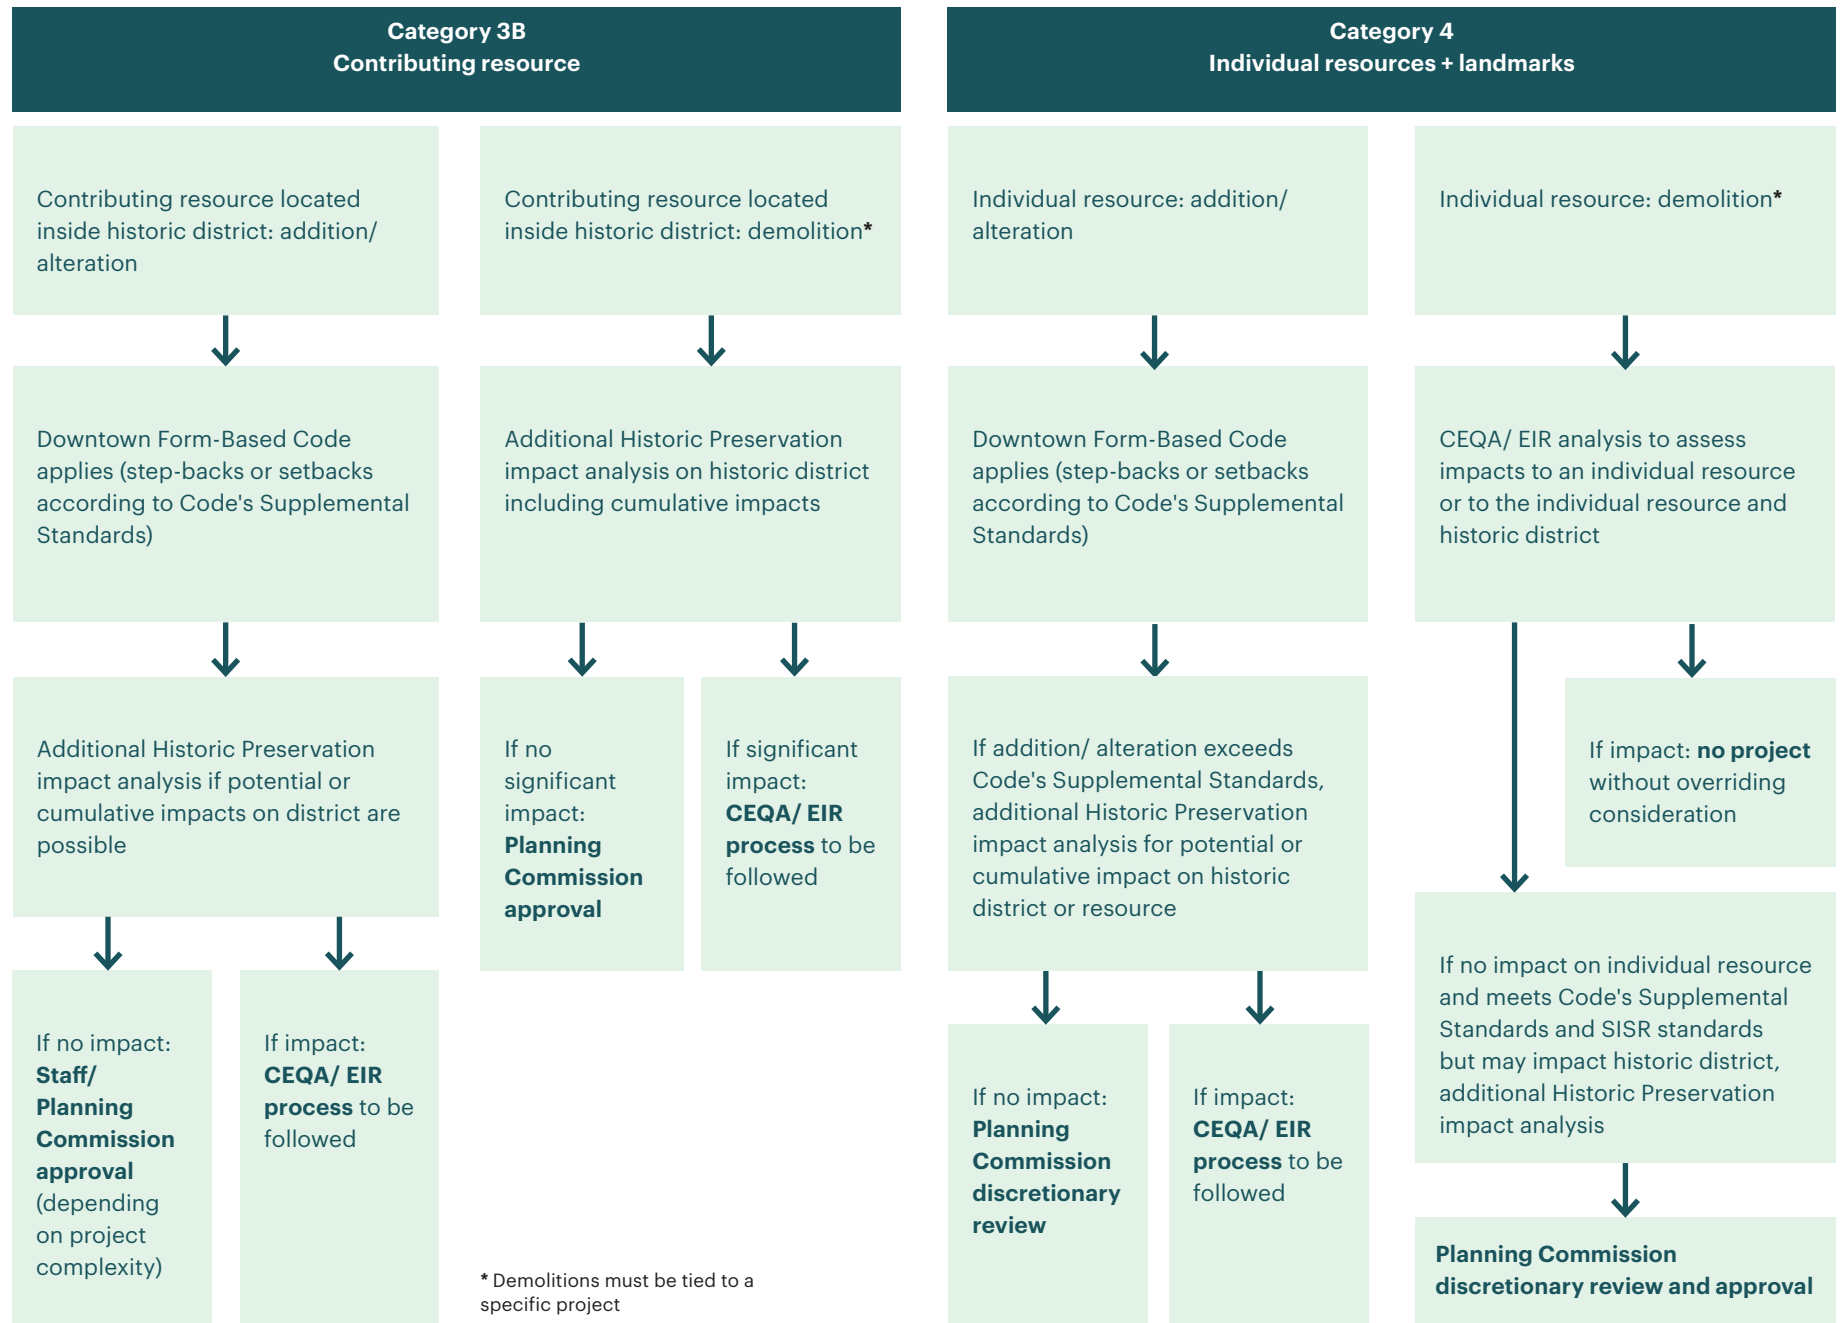 Category 3B
Contributing resource
Contributing resource located
inside historic district: addition/
alteration
Downtown Form-Based Code
applies (step-backs or setbacks
according to Code's Supplemental
Standards)
Additional Historic Preservation
impact analysis if potential or
cumulative impacts on district are
possible
If no impact:
Staff/
Planning
Commission
approval
(depending
on project
complexity)
If impact:
CEQA/ EIR
process to be
followed
Contributing resource located
inside historic district: demolition*
Additional Historic Preservation
impact analysis on historic district
including cumulative impacts
If no
significant
impact:
Planning
Commission
approval
If significant
impact:
CEQA/ EIR
process to be
followed
* Demolitions must be tied to a
specific project
Category 4
Individual resources + landmarks
Individual resource: addition/
alteration
Downtown Form-Based Code
applies (step-backs or setbacks
according to Code's Supplemental
Standards)
If addition/ alteration exceeds
Code's Supplemental Standards,
additional Historic Preservation
impact analysis for potential or
cumulative impact on historic
district or resource
If no impact:
Planning
Commission
discretionary
review
If impact:
CEQA/ EIR
process to be
followed
Individual resource: demolition*
CEQA/ EIR analysis to assess
impacts to an individual resource
or to the individual resource and
historic district
If impact: no project
without overriding
consideration
If no impact on individual resource
and meets Code's Supplemental
Standards and SISR standards
but may impact historic district,
additional Historic Preservation
impact analysis
Planning Commission
discretionary review and approval